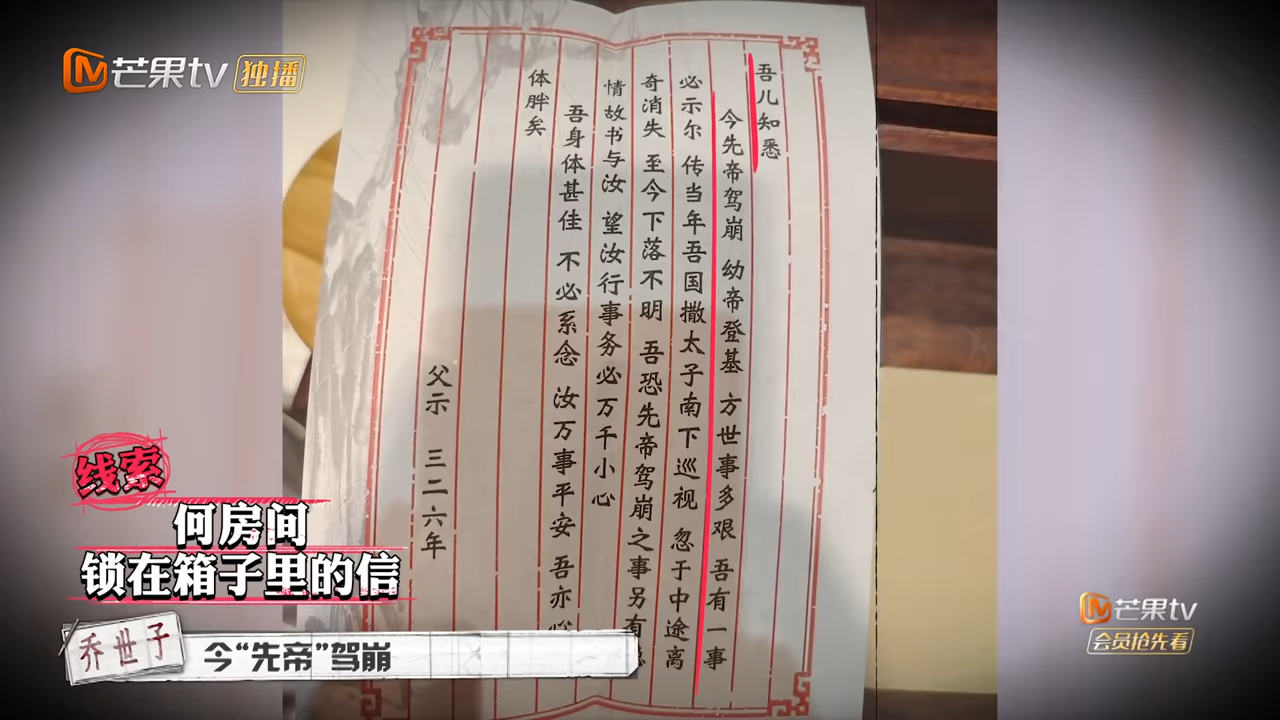 芒果tv 独播
吾儿知悉
今先帝驾崩 幼帝登基 方世事多艰 吾有一事
必示尔 传当年吾国撒太子南下巡视 忽于中途离
奇消失 至今下落不明 吾恐先帝驾崩之事另有
情故书与汝 望汝行事务必万千小心
吾身体甚佳 不必系念 汝万事平安 吾亦心
体胖矣
父示 三二六年
线索
何房间
锁在箱子里的信
乔世子
今“先帝”驾崩
芒果tv
会员抢先看